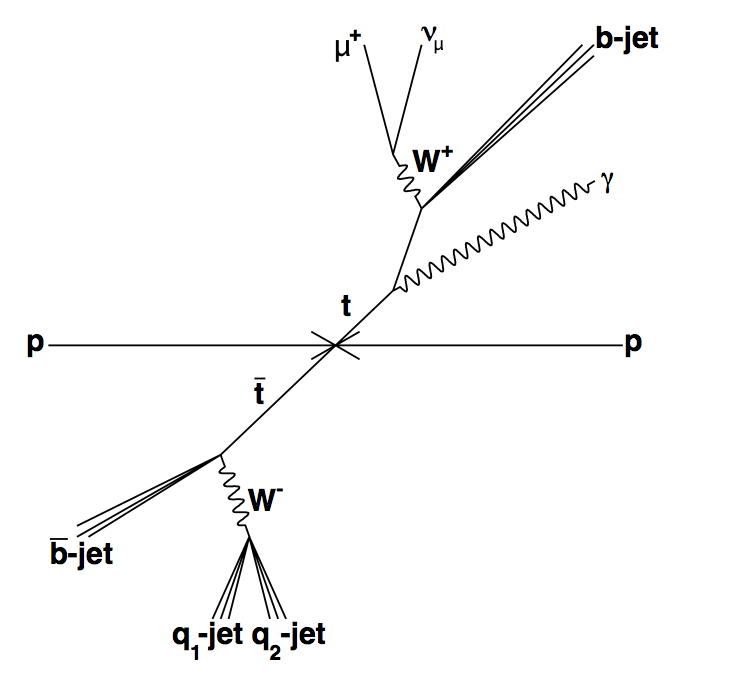 μ⁺ ν_μ b-jet
W⁺
γ
t
p p
t̄
W⁻
b̄-jet
q₁-jet q₂-jet